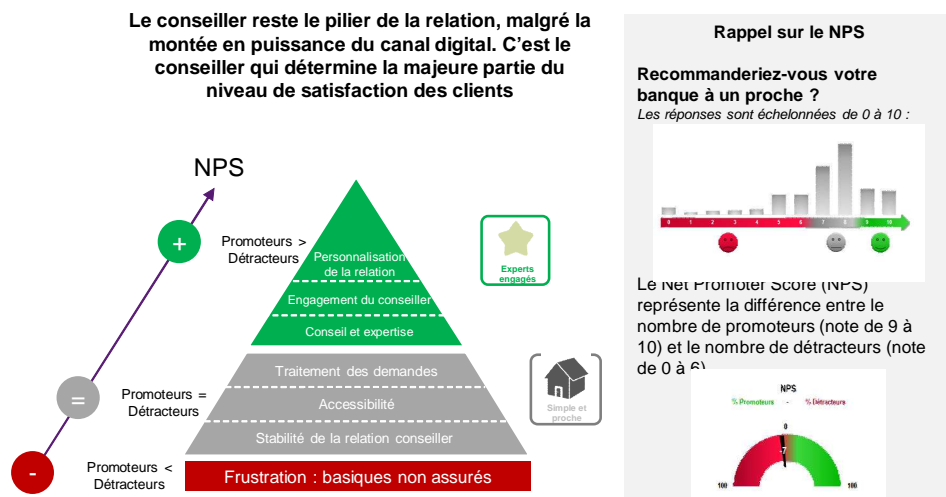 Le conseiller reste le pilier de la relation, malgré la
montée en puissance du canal digital. C’est le
conseiller qui détermine la majeure partie du
niveau de satisfaction des clients
NPS
+
Promoteurs >
Détracteurs
Personnalisation
de la relation
Engagement du conseiller
Conseil et expertise
Experts
engagés
=
Promoteurs =
Détracteurs
Traitement des demandes
Accessibilité
Stabilité de la relation conseiller
Simple et
proche
-
Promoteurs <
Détracteurs
Frustration : basiques non assurés
Rappel sur le NPS
Recommanderiez-vous votre
banque à un proche ?
Les réponses sont échelonnées de 0 à 10 :
0 1 2 3 4 5 6 7 8 9 10
Le Net Promoter Score (NPS)
représente la différence entre le
nombre de promoteurs (note de 9 à
10) et le nombre de détracteurs (note
de 0 à 6)
NPS
% Promoteurs - % Détracteurs
0
-7
100 100